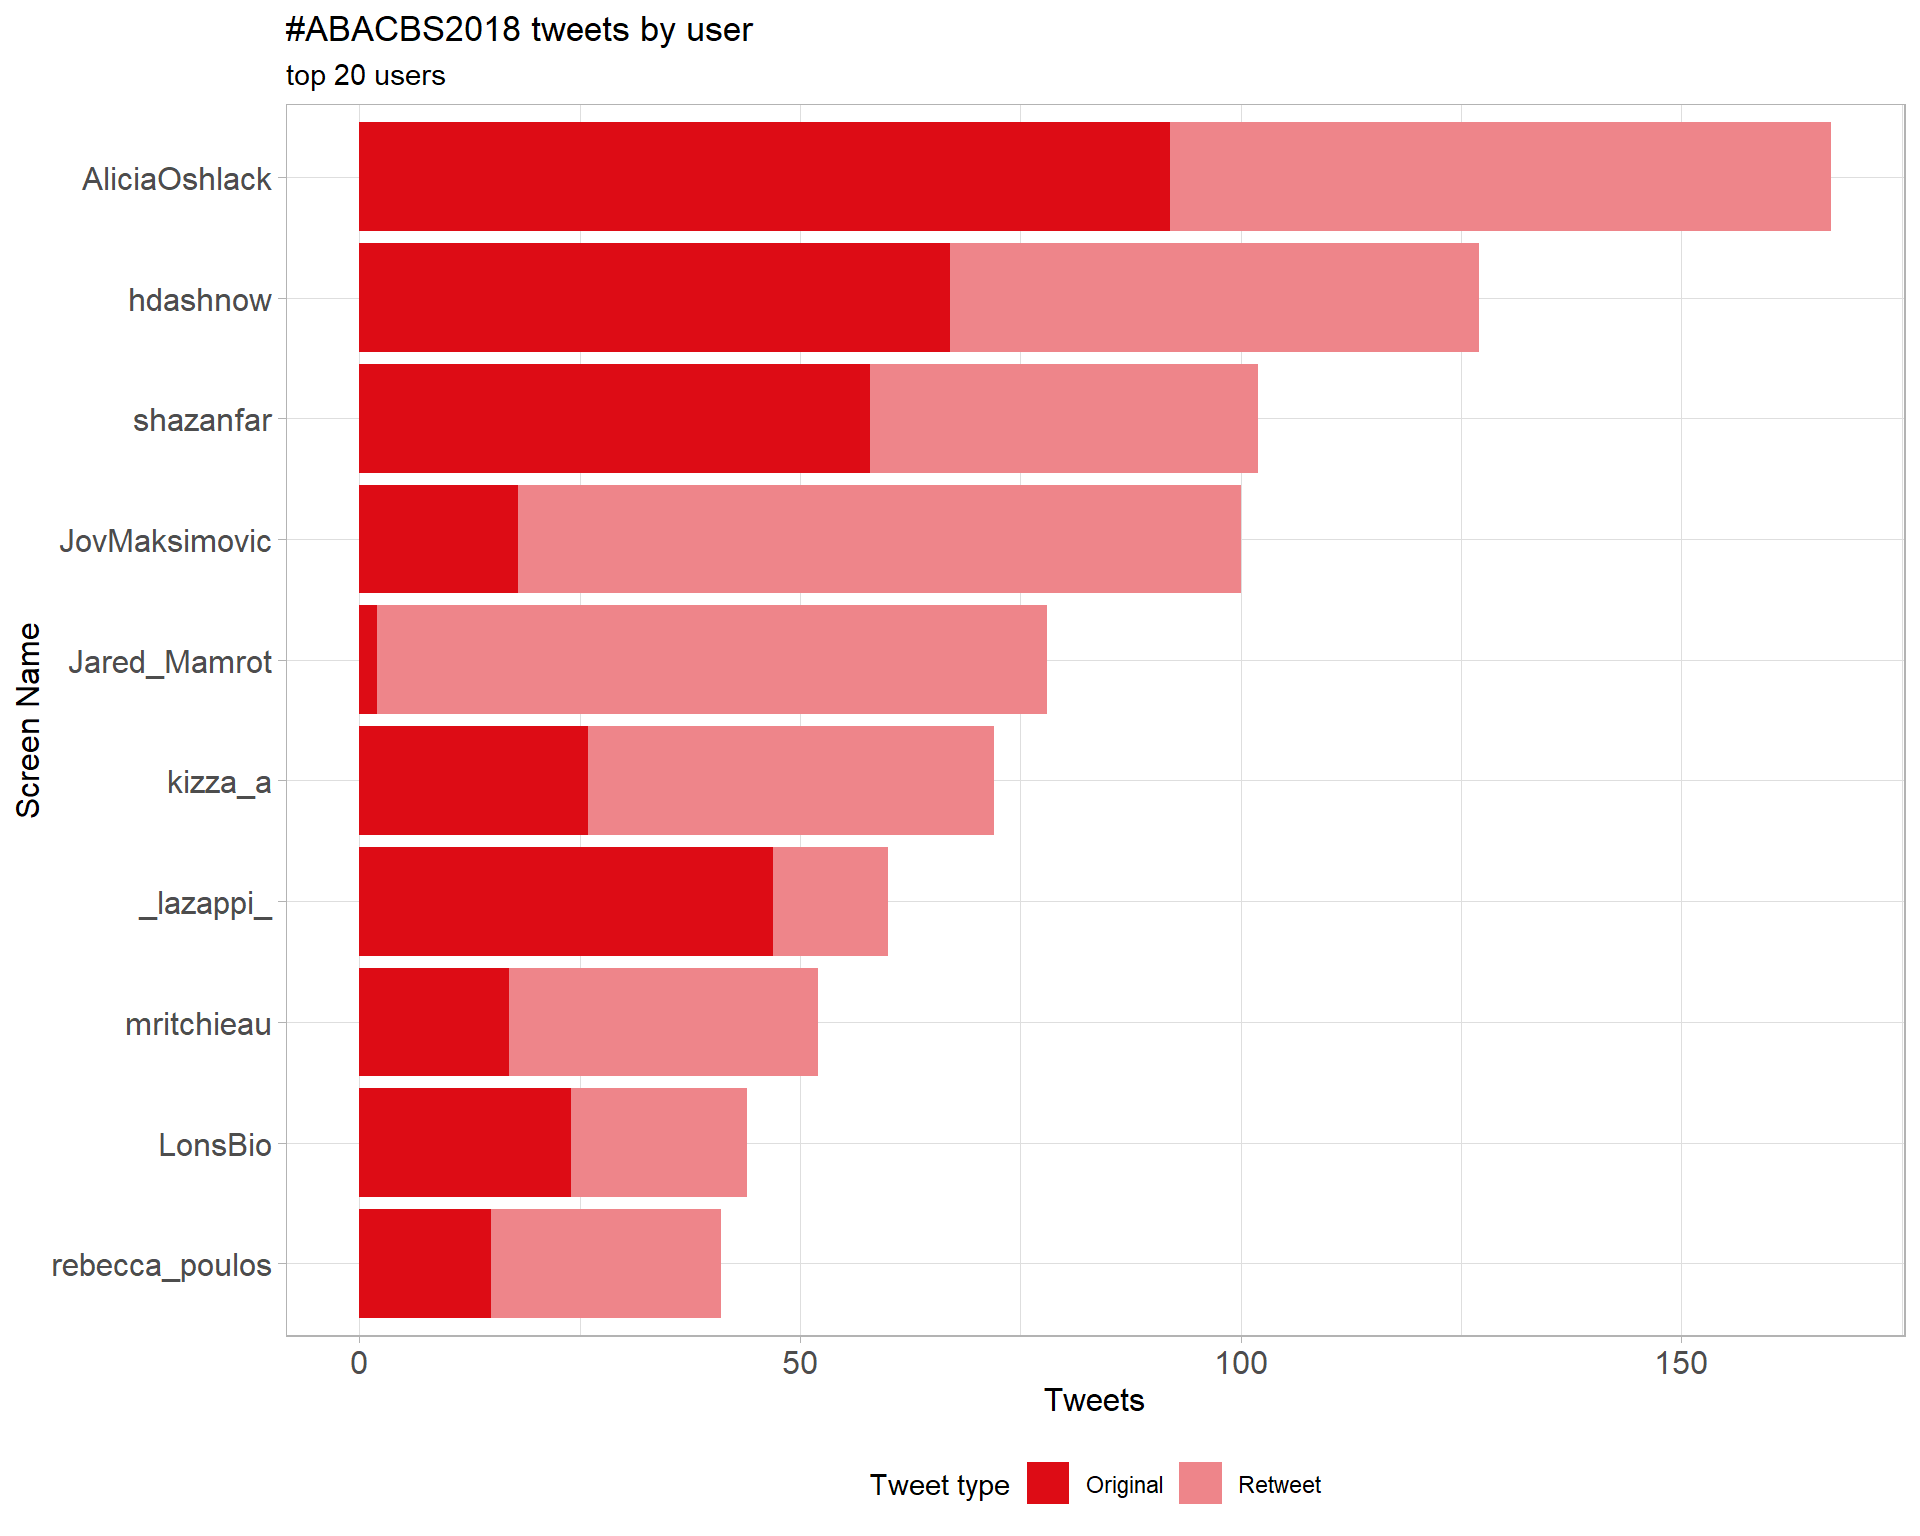 #ABACBS2018 tweets by user
top 20 users
Screen Name
AliciaOshlack
hdashnow
shazanfar
JovMaksimovic
Jared_Mamrot
kizza_a
_lazappi_
mritchieau
LonsBio
rebecca_poulos
0 50 100 150
Tweets
Tweet type Original Retweet